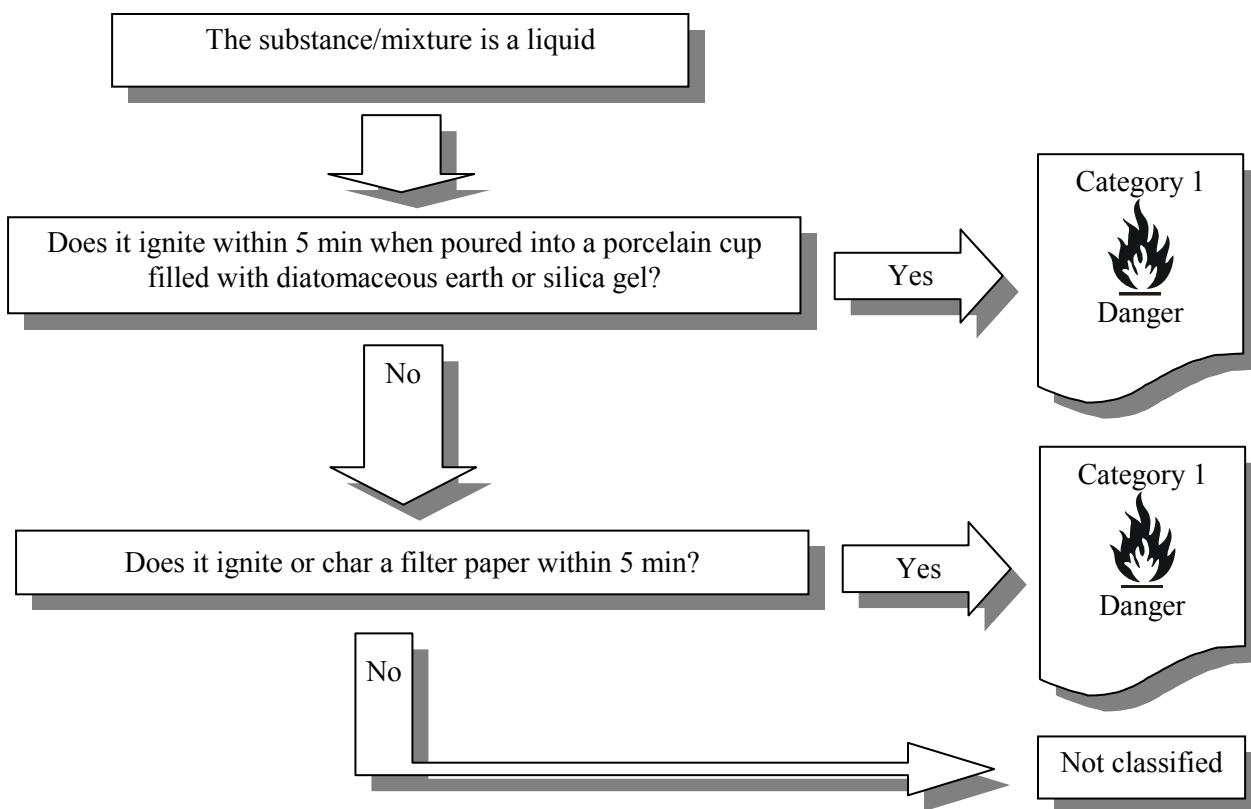 The substance/mixture is a liquid
Does it ignite within 5 min when poured into a porcelain cup
filled with diatomaceous earth or silica gel?
Yes
Category 1
Danger
No
Does it ignite or char a filter paper within 5 min?
Yes
Category 1
Danger
No
Not classified